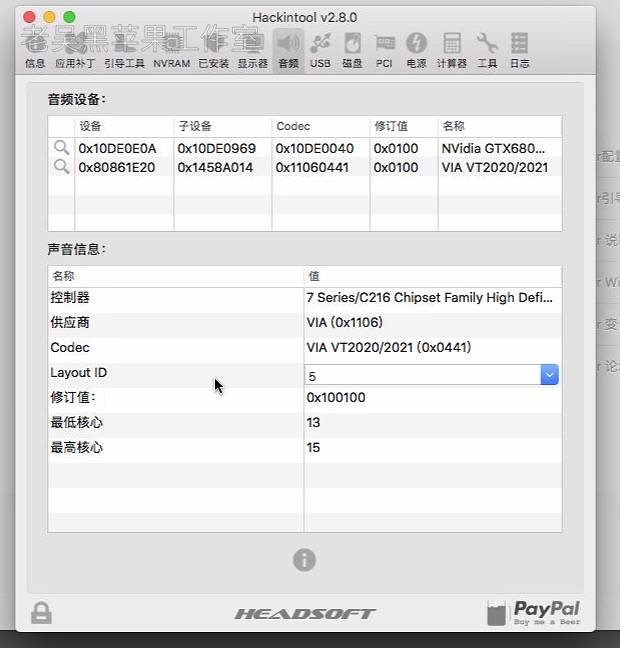 Hackintool v2.8.0
老吴黑苹果工作室
信息 应用补丁 引导工具 NVRAM 已安装 显示器 音频 USB 磁盘 PCI 电源 计算器 工具 日志
音频设备：
设备 子设备 Codec 修订值 名称
0x10DE0E0A 0x10DE0969 0x10DE0040 0x0100 NVidia GTX680...
0x80861E20 0x1458A014 0x11060441 0x0100 VIA VT2020/2021
声音信息：
名称 值
控制器 7 Series/C216 Chipset Family High Defi...
供应商 VIA (0x1106)
Codec VIA VT2020/2021 (0x0441)
Layout ID 5
修订值： 0x100100
最低核心 13
最高核心 15
HEADSOFT
PayPal
Buy me a Beer
r配置
r引导
r 说
r Wi
r 变
r 论